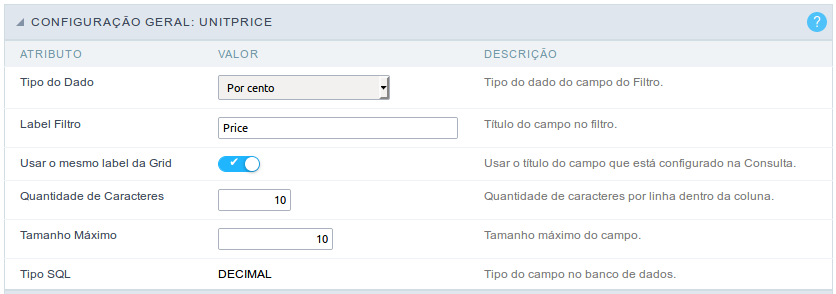 CONFIGURAÇÃO GERAL: UNITPRICE ?
ATRIBUTO VALOR DESCRIÇÃO
Tipo do Dado Por cento Tipo do dado do campo do Filtro.
Label Filtro Price Título do campo no filtro.
Usar o mesmo label da Grid Usar o título do campo que está configurado na Consulta.
Quantidade de Caracteres 10 Quantidade de caracteres por linha dentro da coluna.
Tamanho Máximo 10 Tamanho máximo do campo.
Tipo SQL DECIMAL Tipo do campo no banco de dados.